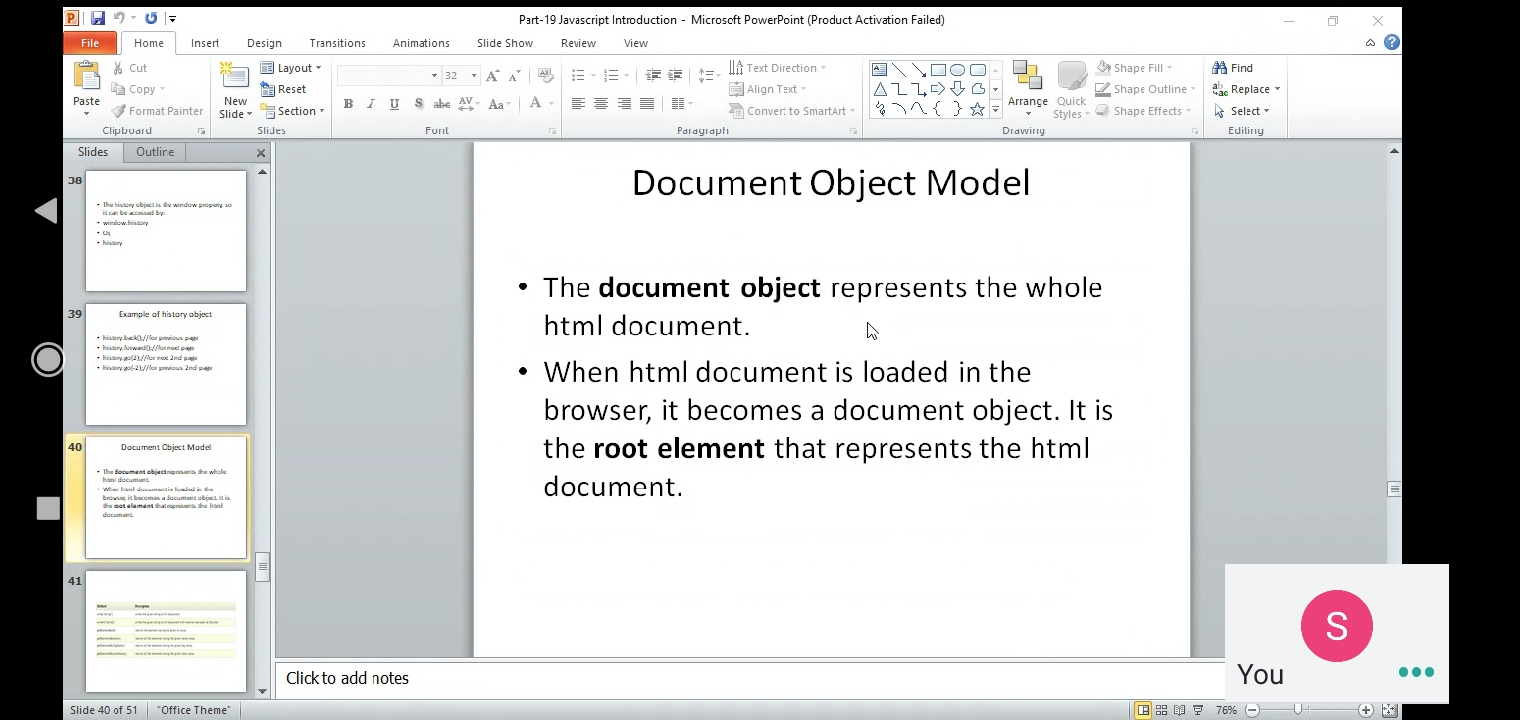 Part-19 Javascript Introduction - Microsoft PowerPoint (Product Activation Failed)
File Home Insert Design Transitions Animations Slide Show Review View
Paste
Cut
Copy
Format Painter
Clipboard
New Slide
Layout
Reset
Section
Slides
32
Font
Text Direction
Align Text
Convert to SmartArt
Paragraph
Arrange
Quick Styles
Shape Fill
Shape Outline
Shape Effects
Drawing
Find
Replace
Select
Editing
Slides Outline
38
• The history object is the window property, so
it can be accessed by:
• window.history
• Or,
• history
39
Example of history object
• history.back();//for previous page
• history.forward();//for next page
• history.go(2);//for next 2nd page
• history.go(-2);//for previous 2nd page
40
Document Object Model
• The document object represents the whole
html document.
• When html document is loaded in the
browser, it becomes a document object. It is
the root element that represents the html
document.
41
Method Description
Document Object Model
• The document object represents the whole
html document.
• When html document is loaded in the
browser, it becomes a document object. It is
the root element that represents the html
document.
Click to add notes
S
You
Slide 40 of 51 "Office Theme" 76%